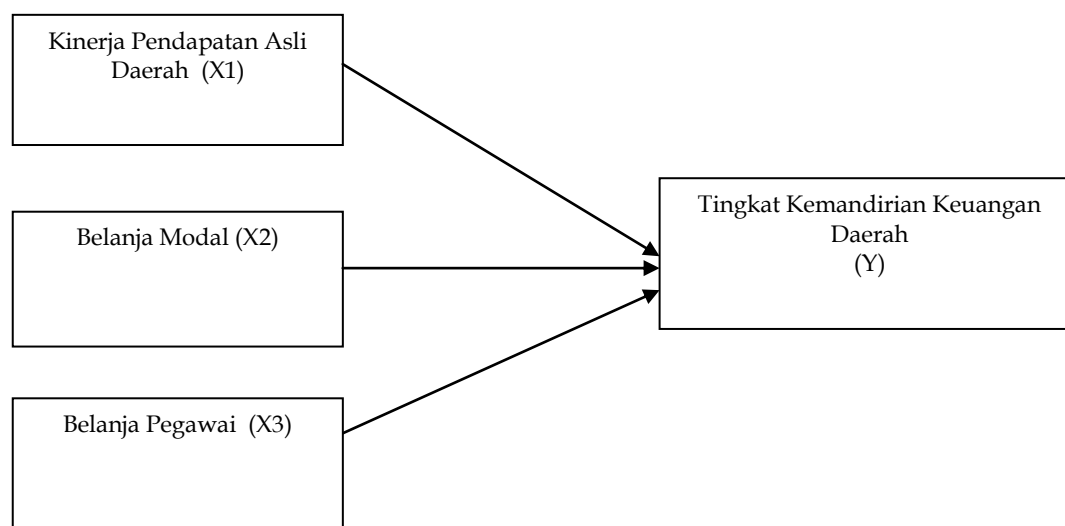 Kinerja Pendapatan Asli
Daerah (X1)
Belanja Modal (X2)
Belanja Pegawai (X3)
Tingkat Kemandirian Keuangan
Daerah
(Y)